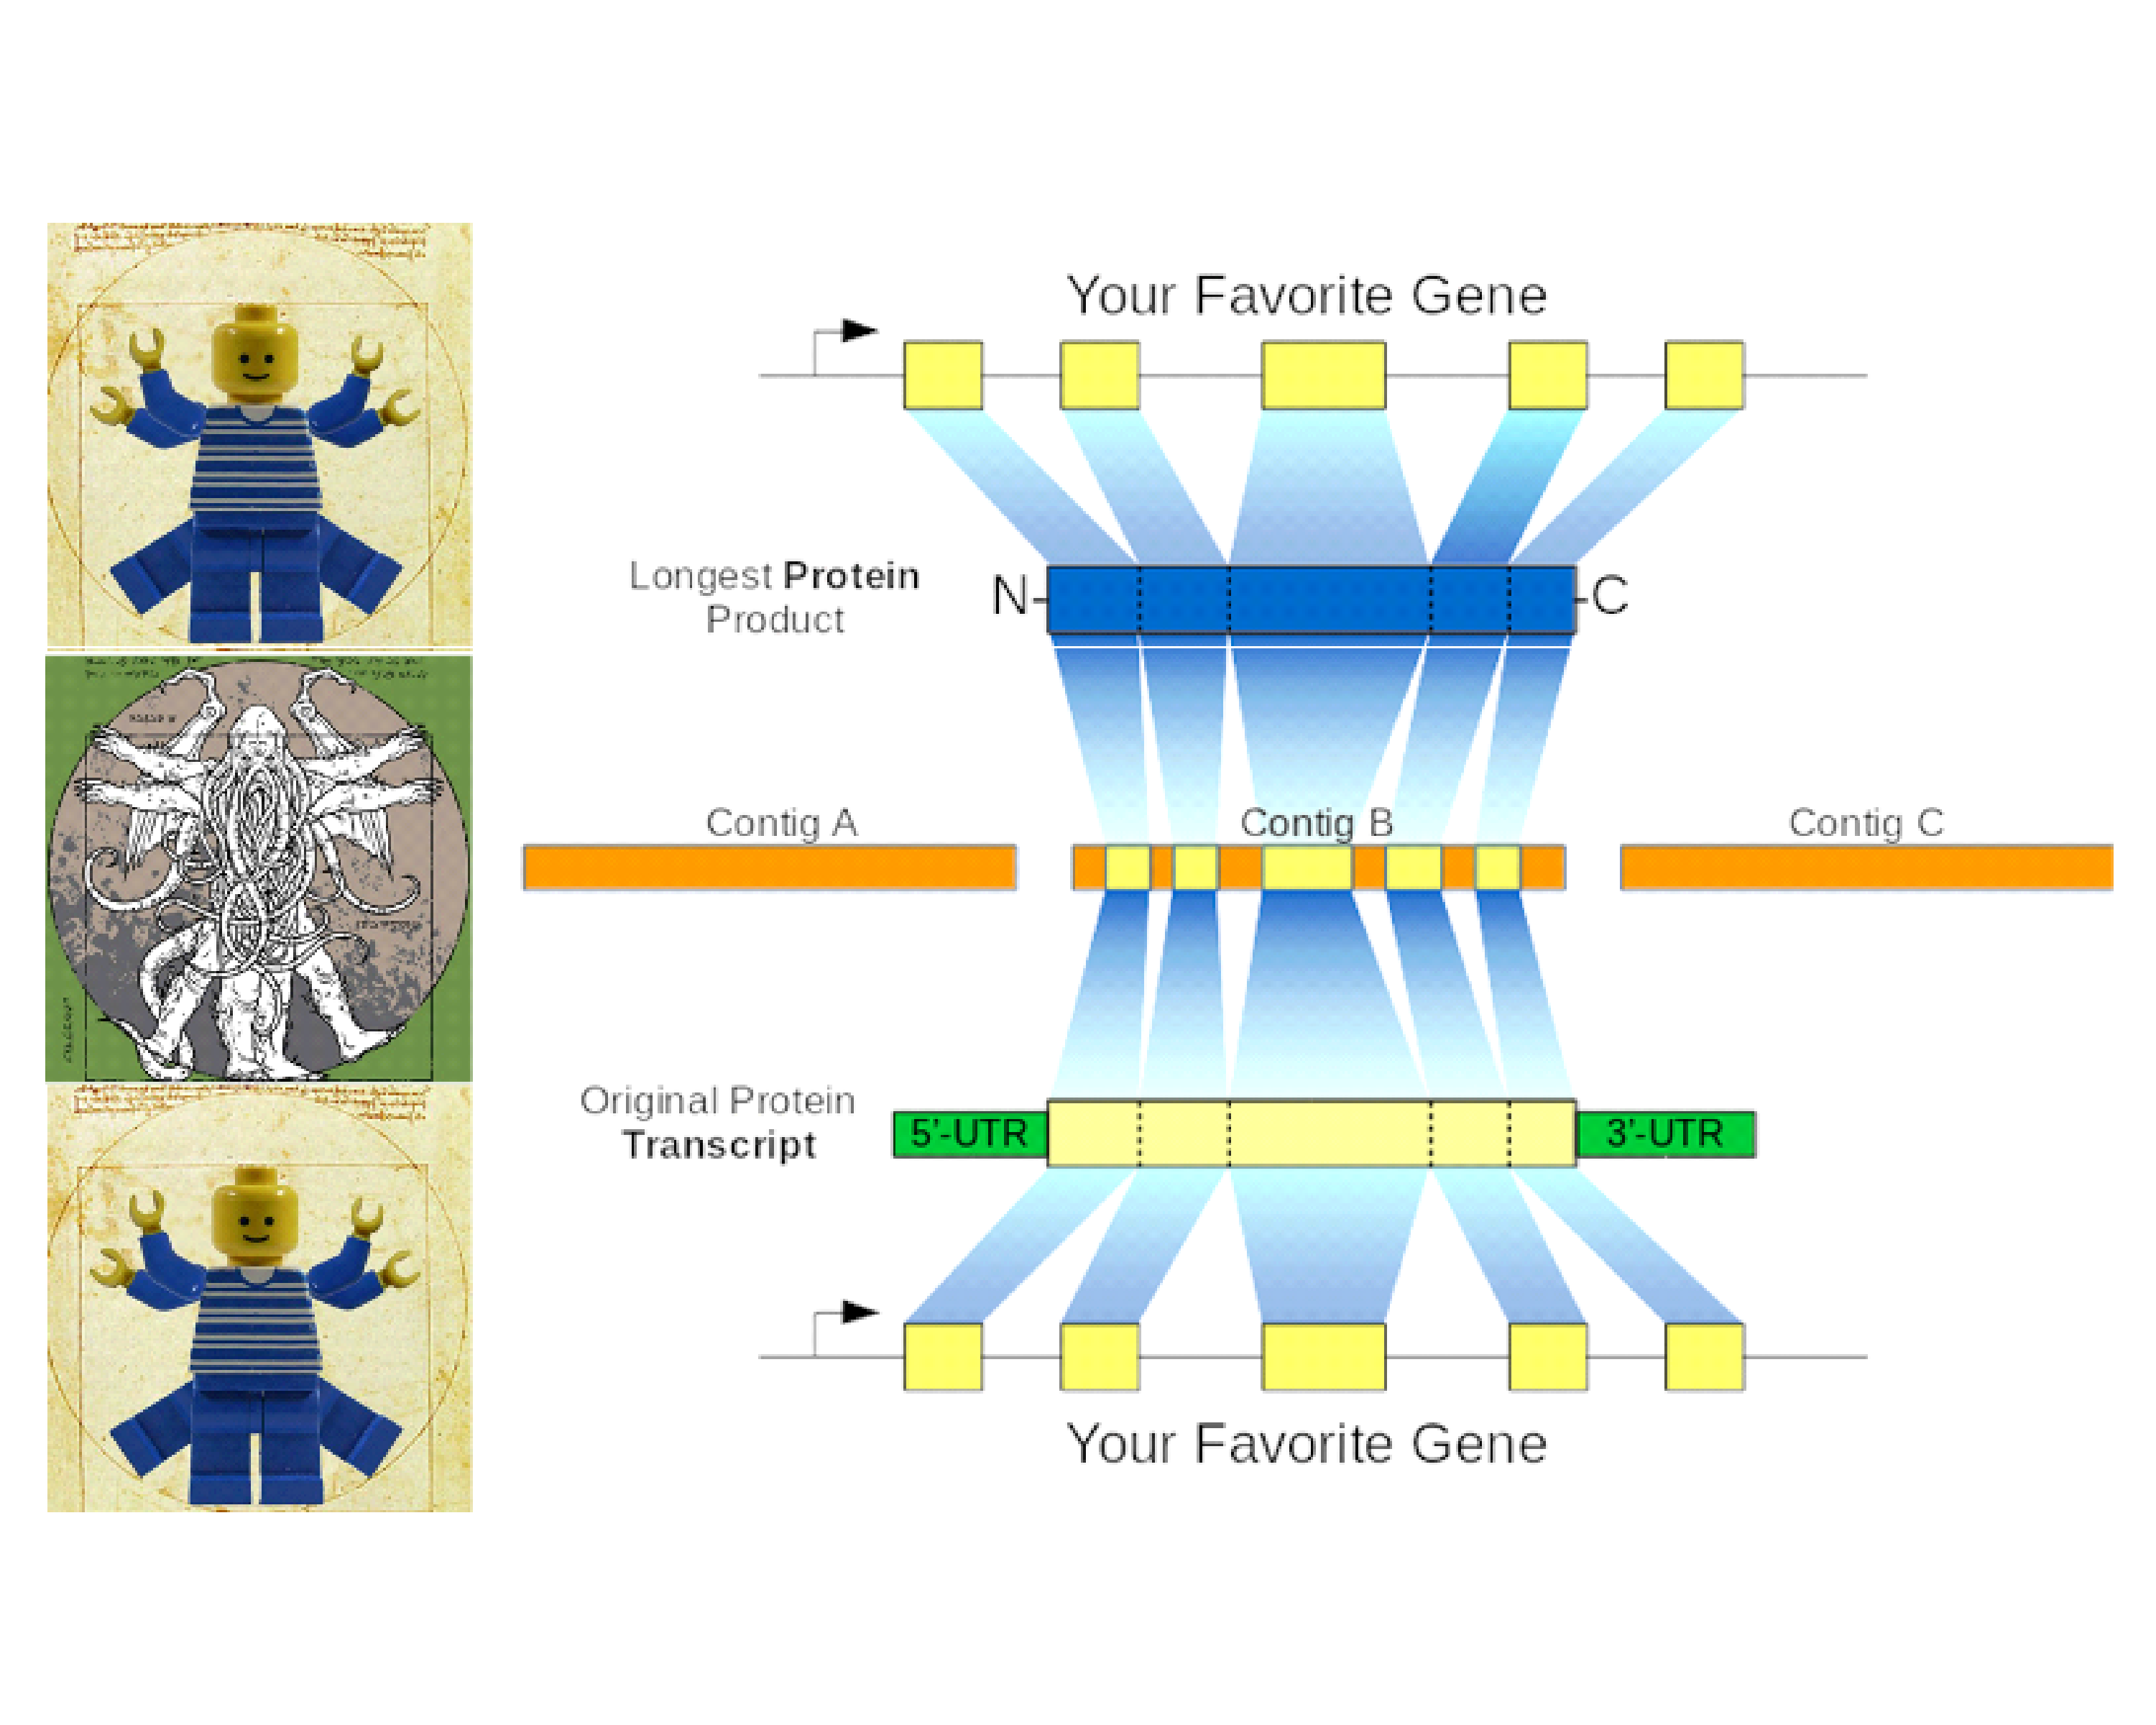 Your Favorite Gene
Longest Protein
Product
N
C
Contig A
Contig B
Contig C
Original Protein
Transcript
5'-UTR
3'-UTR
Your Favorite Gene